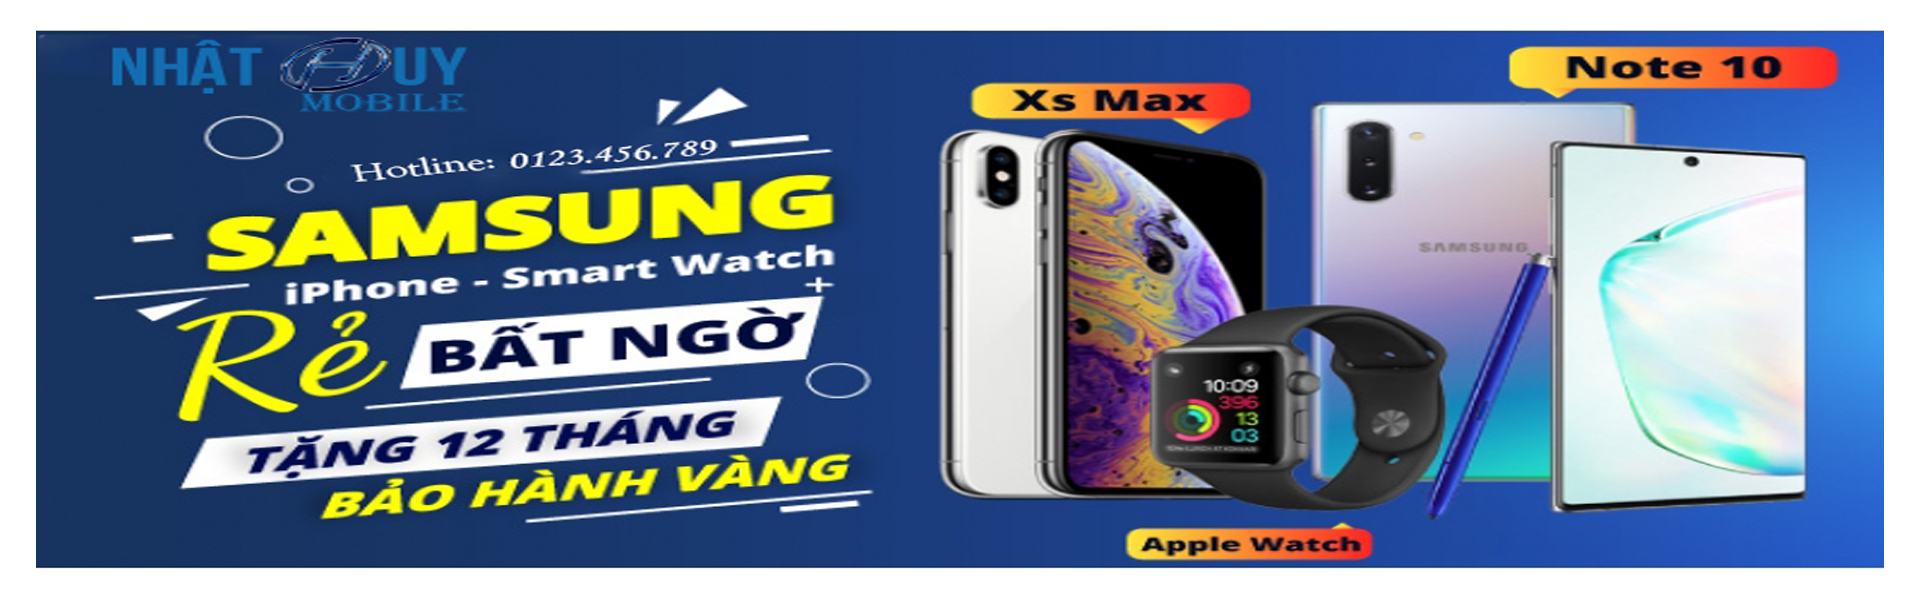 NHẬT HDUY
MOBILE
Hotline: 0123.456.789
SAMSUNG
iPhone - Smart Watch
RẺ BẤT NGỜ
TẶNG 12 THÁNG
BẢO HÀNH VÀNG
Xs Max
Note 10
SAMSUNG
10:09
396
13
03
Apple Watch